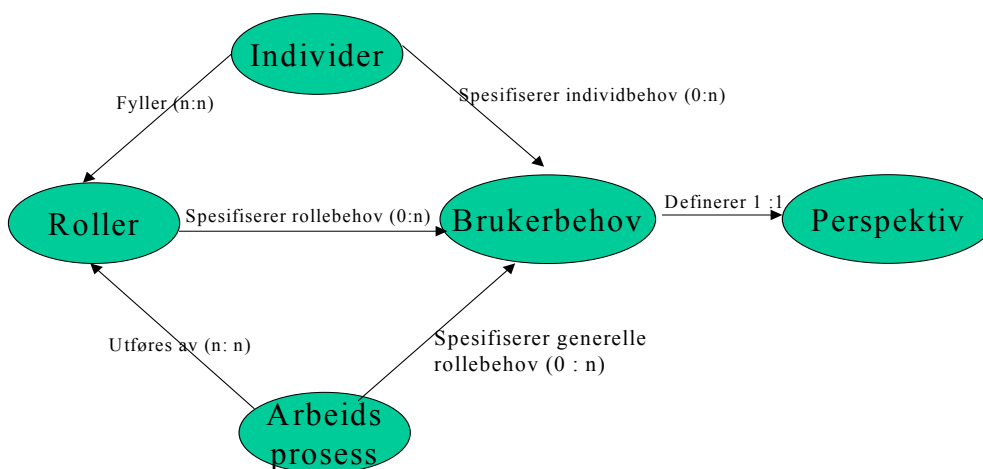 Individer
Fyller (n:n)
Spesifiserer individbehov (0:n)
Roller
Spesifiserer rollebehov (0:n)
Brukerbehov
Definerer 1 :1
Perspektiv
Utføres av (n: n)
Spesifiserer generelle
rollebehov (0 : n)
Arbeids
prosess